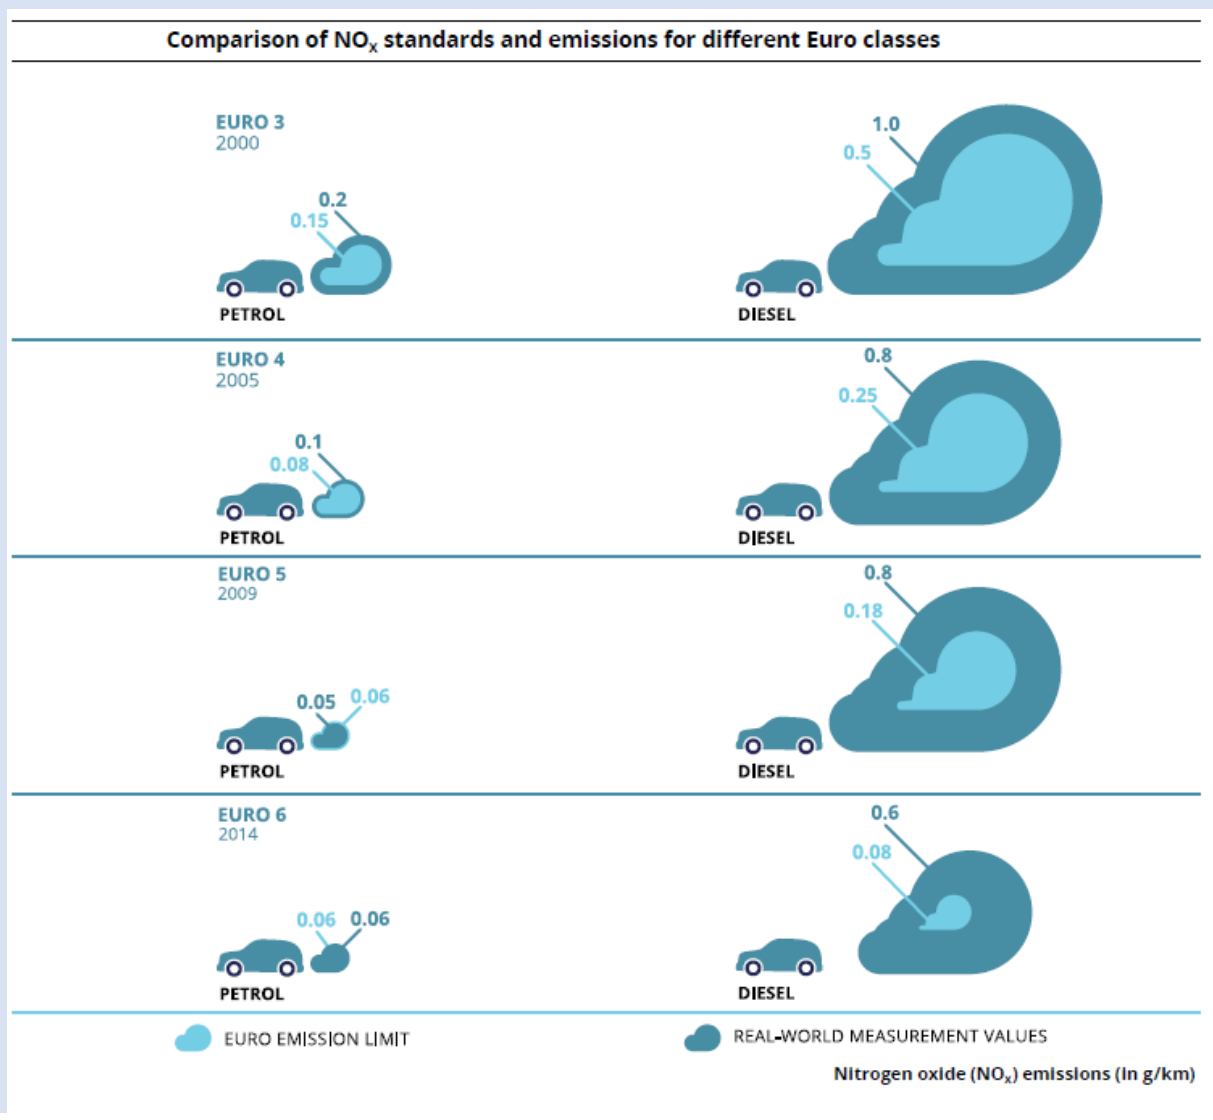 Comparison of NOx standards and emissions for different Euro classes
EURO 3
2000
0.2
0.15
PETROL
1.0
0.5
DIESEL
EURO 4
2005
0.1
0.08
PETROL
0.8
0.25
DIESEL
EURO 5
2009
0.05 0.06
PETROL
0.8
0.18
DIESEL
EURO 6
2014
0.06 0.06
PETROL
0.6
0.08
DIESEL
EURO EMISSION LIMIT
REAL-WORLD MEASUREMENT VALUES
Nitrogen oxide (NOx) emissions (in g/km)